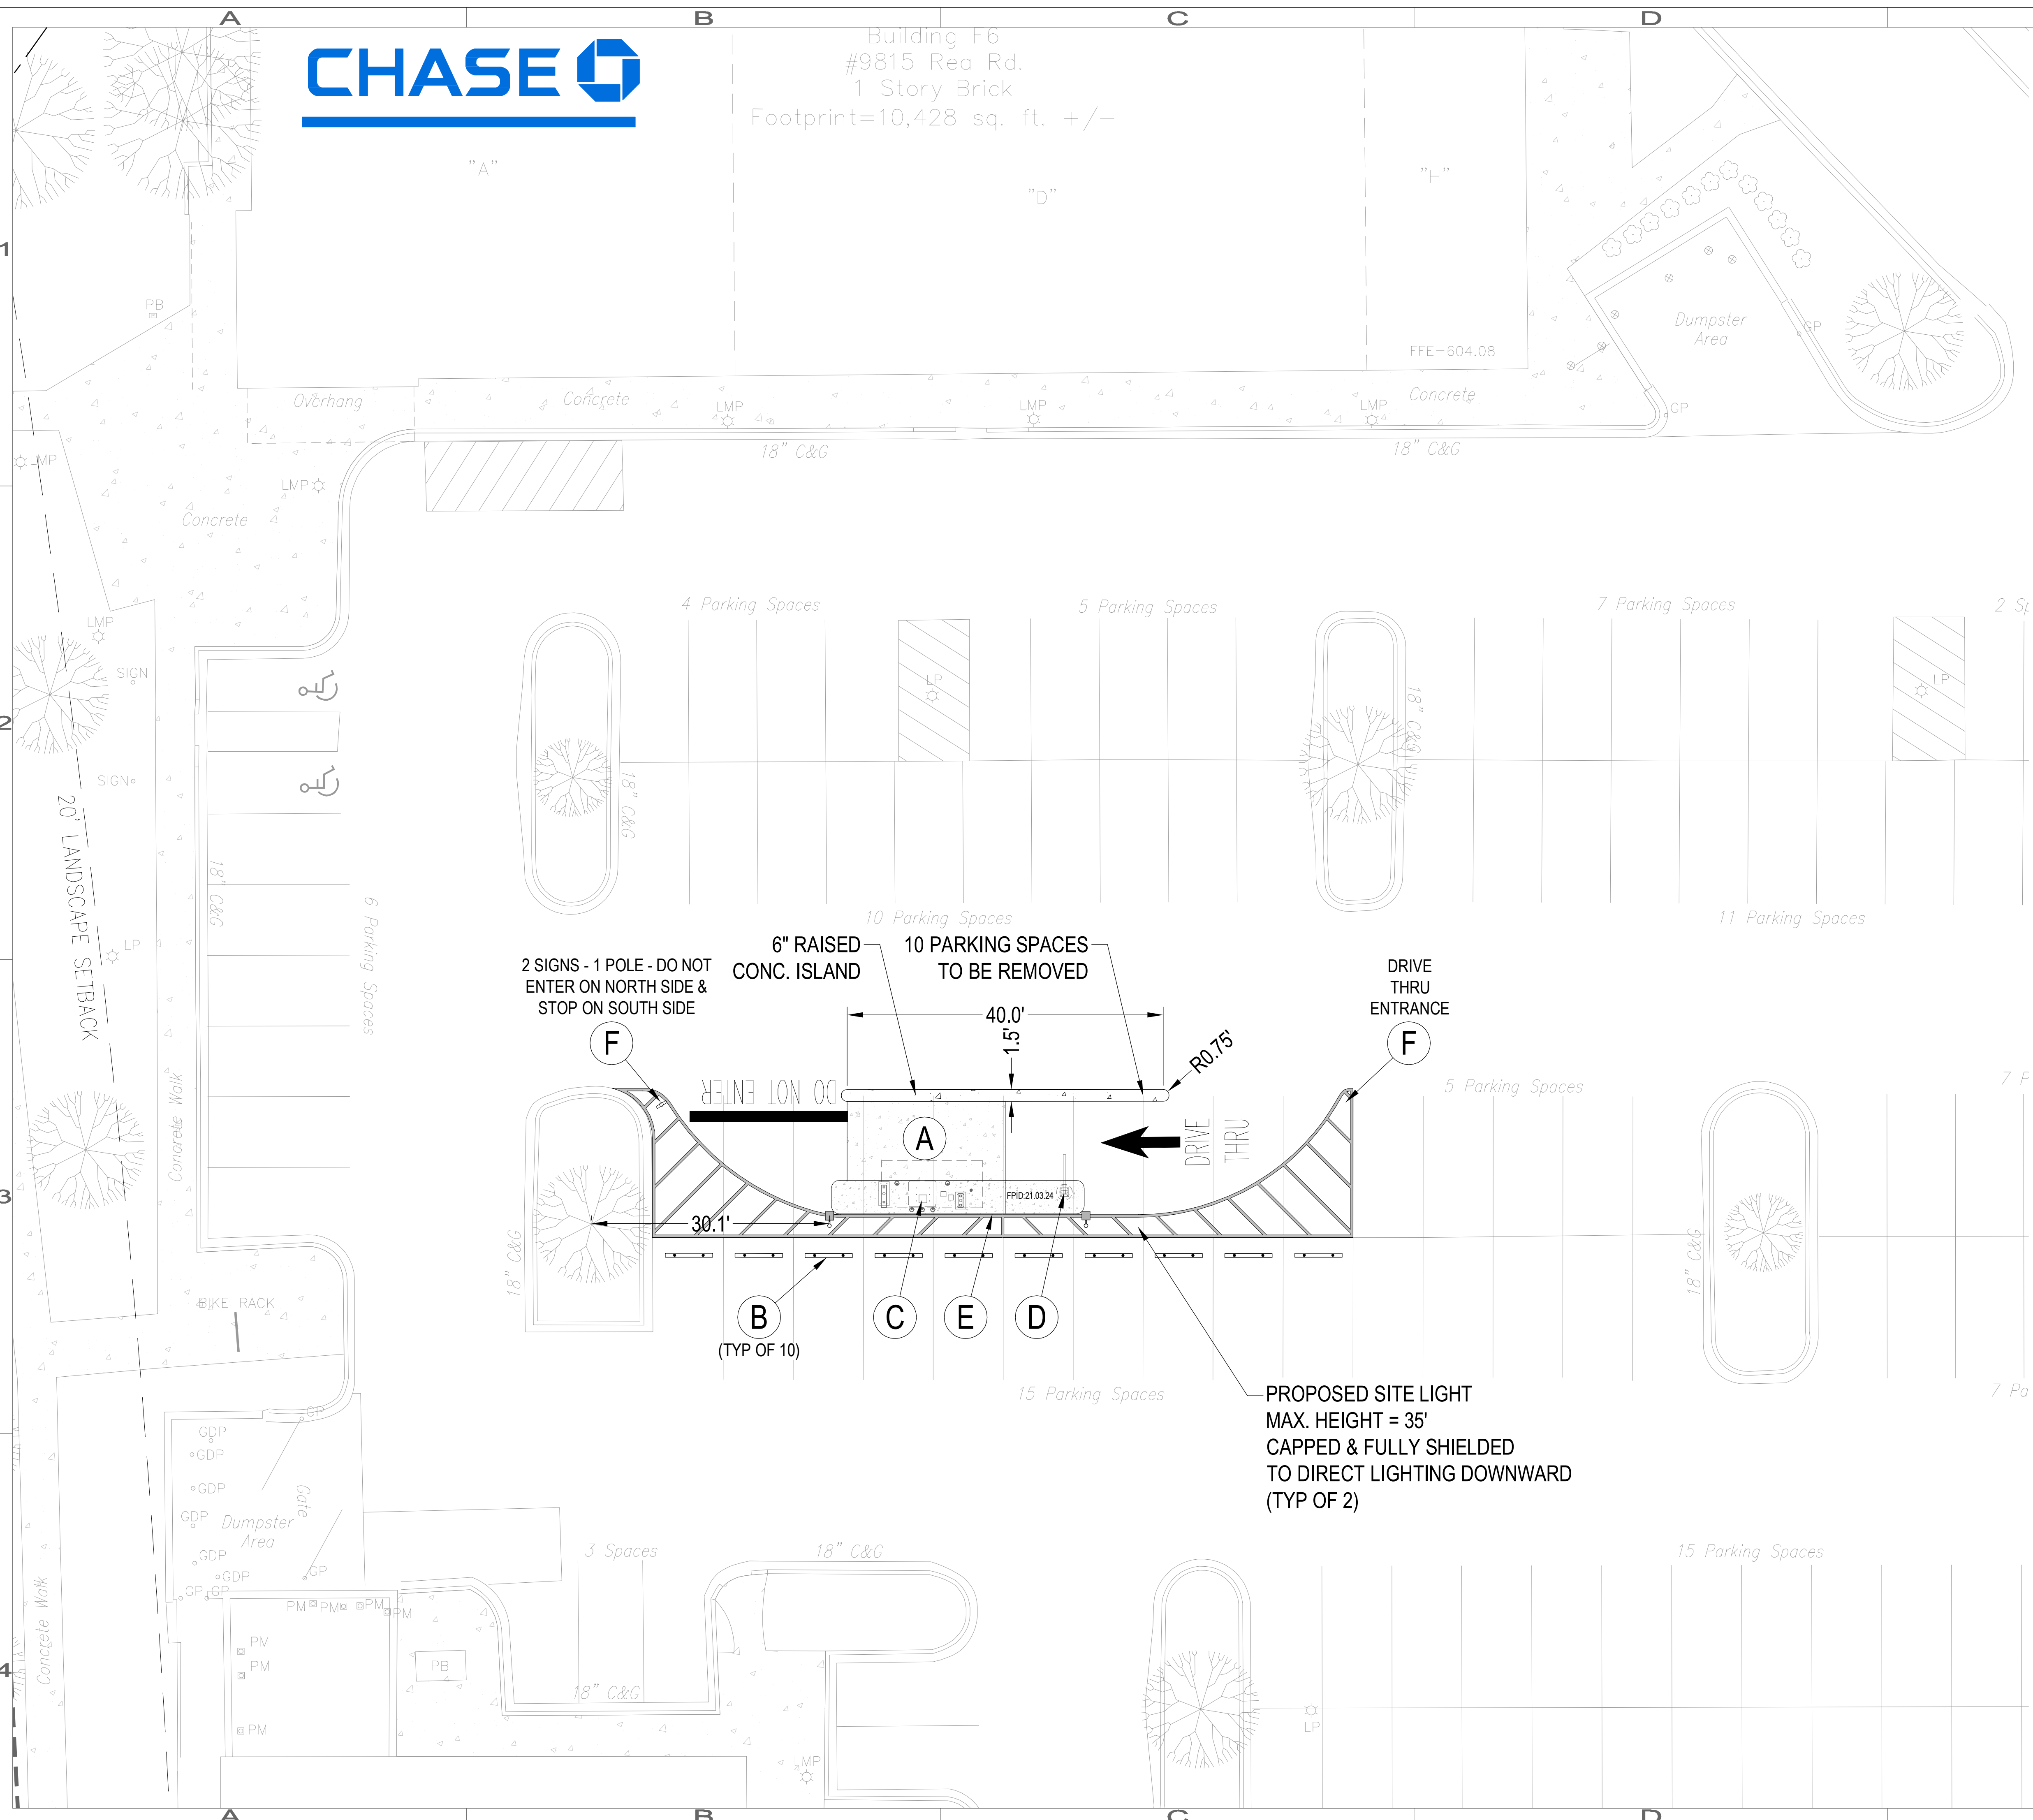 A
B
C
D
CHASE
Building F6
#9815 Rea Rd.
1 Story Brick
Footprint=10,428 sq. ft. +/-
"A"
"D"
"H"
1
PB
Dumpster
Area
GP
FFE=604.08
Overhang
Concrete
LMP
LMP
LMP
Concrete
GP
18" C&G
18" C&G
LMP
LMP
Concrete
4 Parking Spaces
5 Parking Spaces
7 Parking Spaces
LMP
SIGN
LP
LP
2
18" C&G
SIGN
18" C&G
20' LANDSCAPE SETBACK
18" C&G
6 Parking Spaces
10 Parking Spaces
11 Parking Spaces
LP
6" RAISED
CONC. ISLAND
10 PARKING SPACES
TO BE REMOVED
2 SIGNS - 1 POLE - DO NOT
ENTER ON NORTH SIDE &
STOP ON SOUTH SIDE
F
DRIVE
THRU
ENTRANCE
F
40.0'
1.5'
R0.75'
DO NOT ENTER
5 Parking Spaces
Concrete Walk
A
DRIVE
THRU
3
FPID:21.03.24
30.1'
18" C&G
18" C&G
BIKE RACK
B
(TYP OF 10)
C
E
D
15 Parking Spaces
PROPOSED SITE LIGHT
MAX. HEIGHT = 35'
CAPPED & FULLY SHIELDED
TO DIRECT LIGHTING DOWNWARD
(TYP OF 2)
GP
GDP
GDP
GDP
Gate
GDP
Dumpster
Area
GDP
GDP
GP
GP
GP
3 Spaces
18" C&G
15 Parking Spaces
Concrete Walk
PM
PM
PM
PM
PM
PM
PB
4
18" C&G
PM
LP
LMP
A
B
C
D